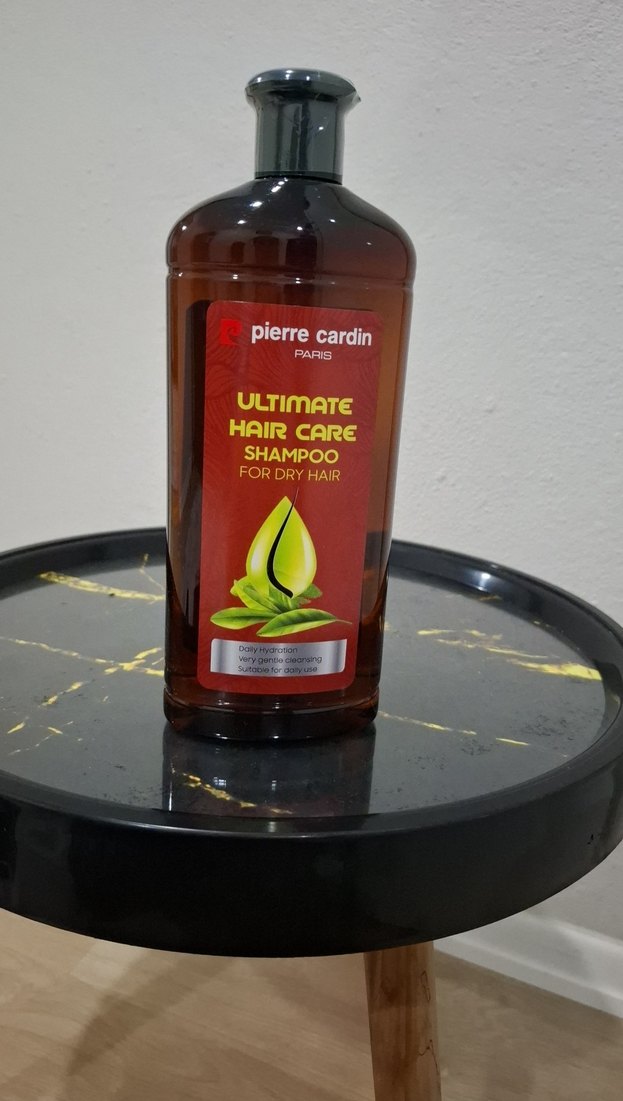 pierre cardin
PARIS
ULTIMATE
HAIR CARE
SHAMPOO
FOR DRY HAIR
Daily Hydration
Very gentle cleansing
Suitable for daily use